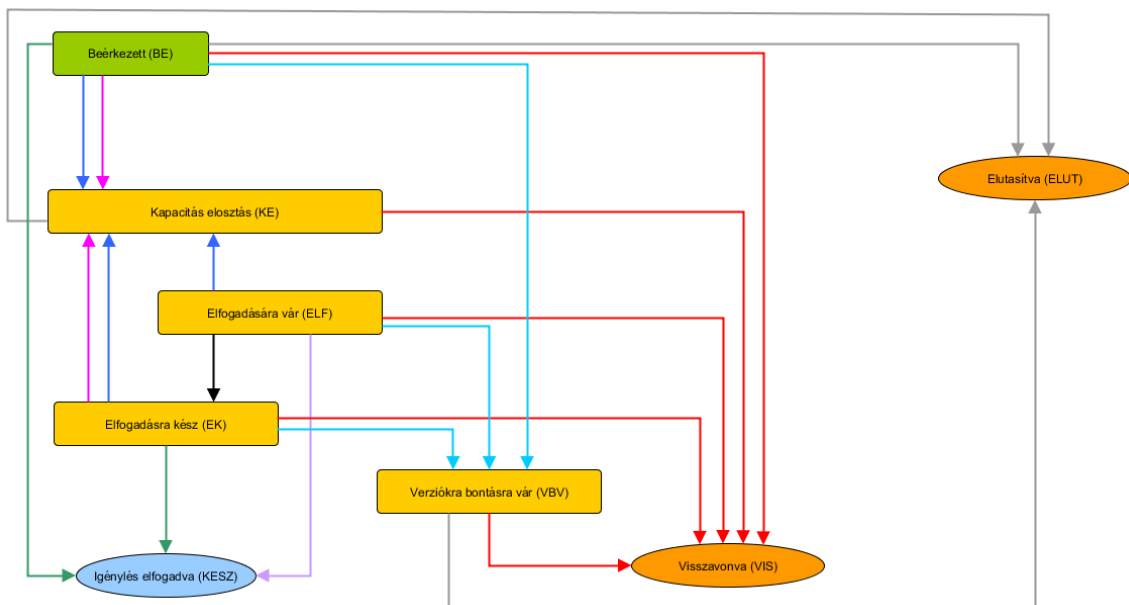 Beérkezett (BE)
Elutasítva (ELUT)
Kapacitás elosztás (KE)
Elfogadására vár (ELF)
Elfogadásra kész (EK)
Verziókra bontásra vár (VBV)
Igénylés elfogadva (KESZ)
Visszavonva (VIS)